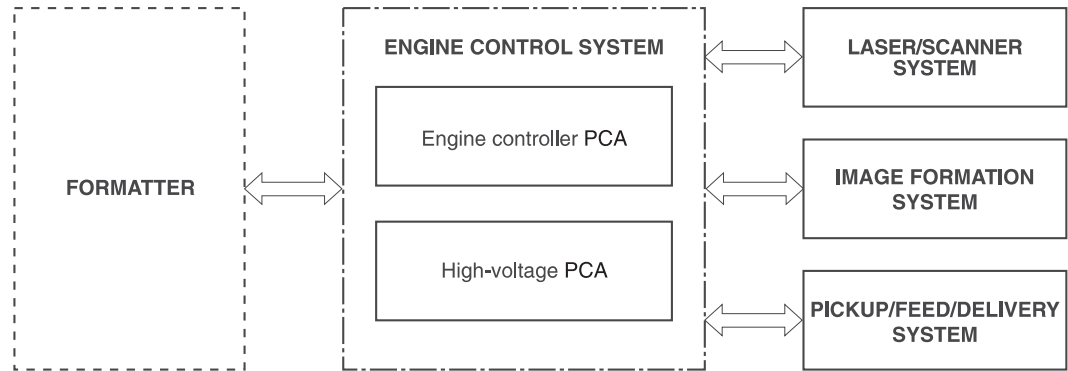 FORMATTER
ENGINE CONTROL SYSTEM
Engine controller PCA
High-voltage PCA
LASER/SCANNER
SYSTEM
IMAGE FORMATION
SYSTEM
PICKUP/FEED/DELIVERY
SYSTEM